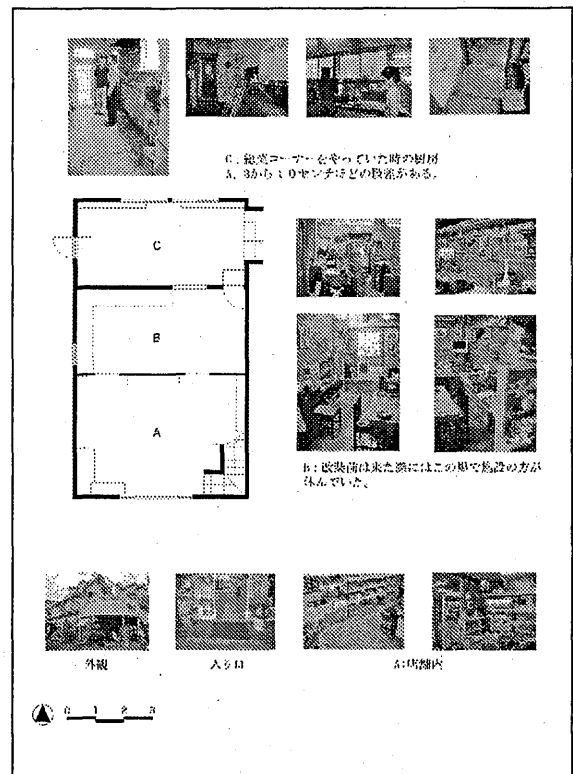 C：惣菜コーナーをやっていた時の厨房
A、Bから10センチほどの段差がある。
C
B
A
B：改装前は来た際にはこの場で施設の方が
休んでいた。
外観
入り口
A:店舗内
0 1 2 3